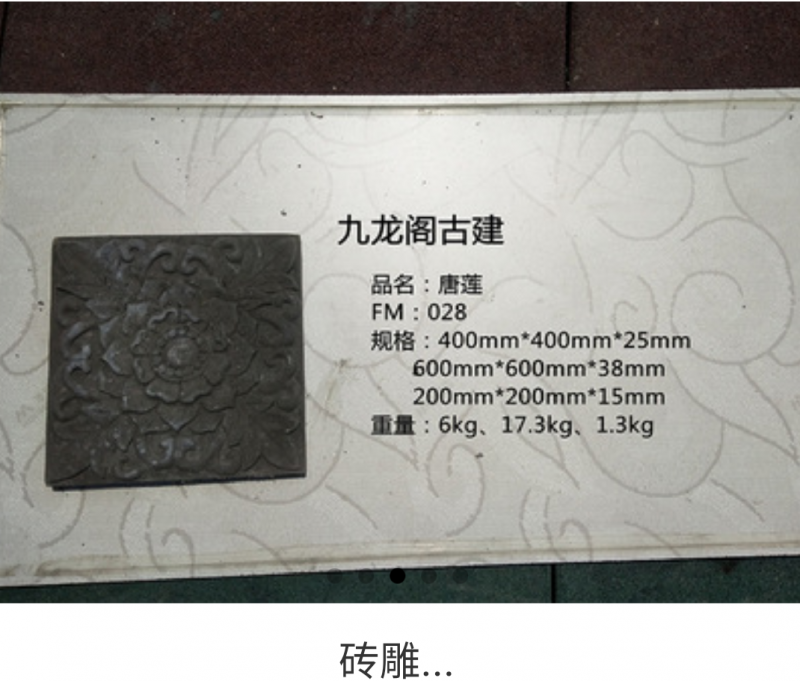 九龙阁古建
品名：唐莲
FM：028
规格：400mm*400mm*25mm
600mm*600mm*38mm
200mm*200mm*15mm
重量：6kg、17.3kg、1.3kg
砖雕...